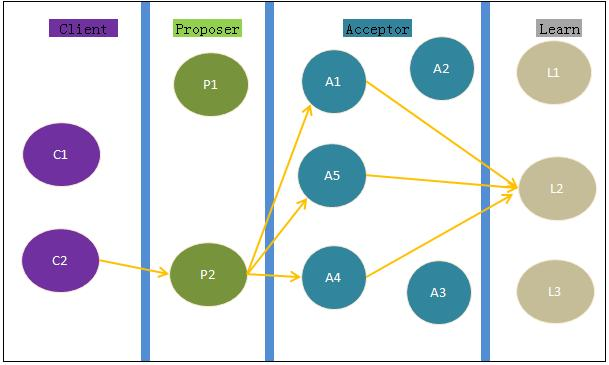 Client
Proposer
Acceptor
Learn
P1
A1
A2
L1
C1
A5
L2
C2
P2
A4
A3
L3